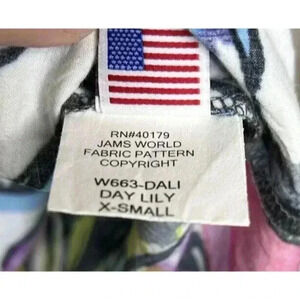 RN#40179
JAMS WORLD
FABRIC PATTERN
COPYRIGHT
W663-DALI
DAY LILY
X-SMALL